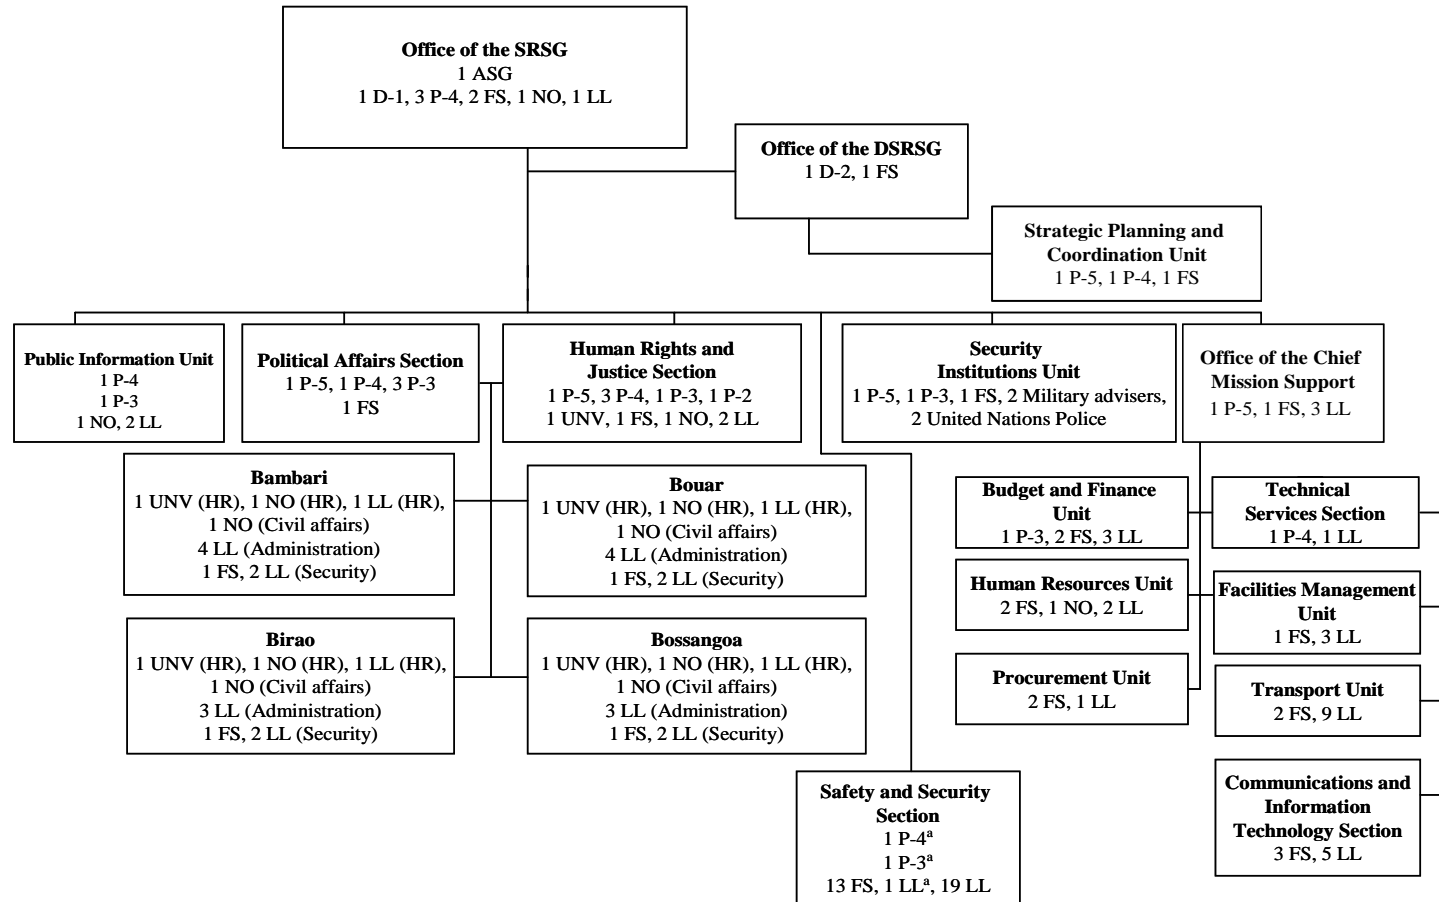 Office of the SRSG
1 ASG
1 D-1, 3 P-4, 2 FS, 1 NO, 1 LL
Office of the DSRSG
1 D-2, 1 FS
Strategic Planning and
Coordination Unit
1 P-5, 1 P-4, 1 FS
Public Information Unit
1 P-4
1 P-3
1 NO, 2 LL
Political Affairs Section
1 P-5, 1 P-4, 3 P-3
1 FS
Human Rights and
Justice Section
1 P-5, 3 P-4, 1 P-3, 1 P-2
1 UNV, 1 FS, 1 NO, 2 LL
Security
Institutions Unit
1 P-5, 1 P-3, 1 FS, 2 Military advisers,
2 United Nations Police
Office of the Chief
Mission Support
1 P-5, 1 FS, 3 LL
Bambari
1 UNV (HR), 1 NO (HR), 1 LL (HR),
1 NO (Civil affairs)
4 LL (Administration)
1 FS, 2 LL (Security)
Bouar
1 UNV (HR), 1 NO (HR), 1 LL (HR),
1 NO (Civil affairs)
4 LL (Administration)
1 FS, 2 LL (Security)
Budget and Finance
Unit
1 P-3, 2 FS, 3 LL
Technical
Services Section
1 P-4, 1 LL
Human Resources Unit
2 FS, 1 NO, 2 LL
Facilities Management
Unit
1 FS, 3 LL
Birao
1 UNV (HR), 1 NO (HR), 1 LL (HR),
1 NO (Civil affairs)
3 LL (Administration)
1 FS, 2 LL (Security)
Bossangoa
1 UNV (HR), 1 NO (HR), 1 LL (HR),
1 NO (Civil affairs)
3 LL (Administration)
1 FS, 2 LL (Security)
Procurement Unit
2 FS, 1 LL
Transport Unit
2 FS, 9 LL
Safety and Security
Section
1 P-4ᵃ
1 P-3ᵃ
13 FS, 1 LLᵃ, 19 LL
Communications and
Information
Technology Section
3 FS, 5 LL